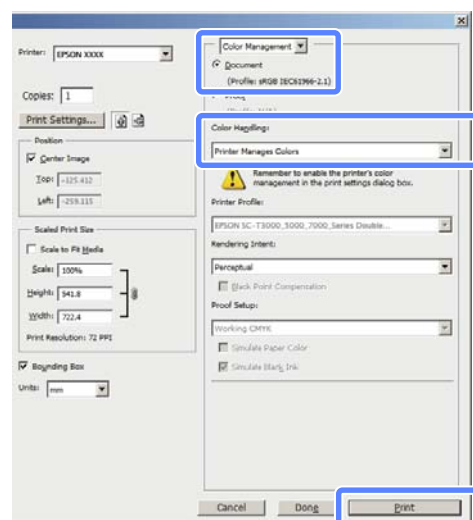 Printer: EPSON XXXX
Copies: 1
Print Settings...
Position
Center Image
Top: -125.412
Left: -259.115
Scaled Print Size
Scale to Fit Media
Scale: 100%
Height: 541.8
Width: 722.4
Print Resolution: 72 PPI
Bounding Box
Units: mm
Color Management
Document
(Profile: sRGB IEC61966-2.1)
Color Handling:
Printer Manages Colors
Remember to enable the printer's color
management in the print settings dialog box.
Printer Profile:
EPSON SC-T3000_5000_7000_Series Double...
Rendering Intent:
Perceptual
Black Point Compensation
Proof Setup:
Working CMYK
Simulate Paper Color
Simulate Black Ink
Cancel
Done
Print